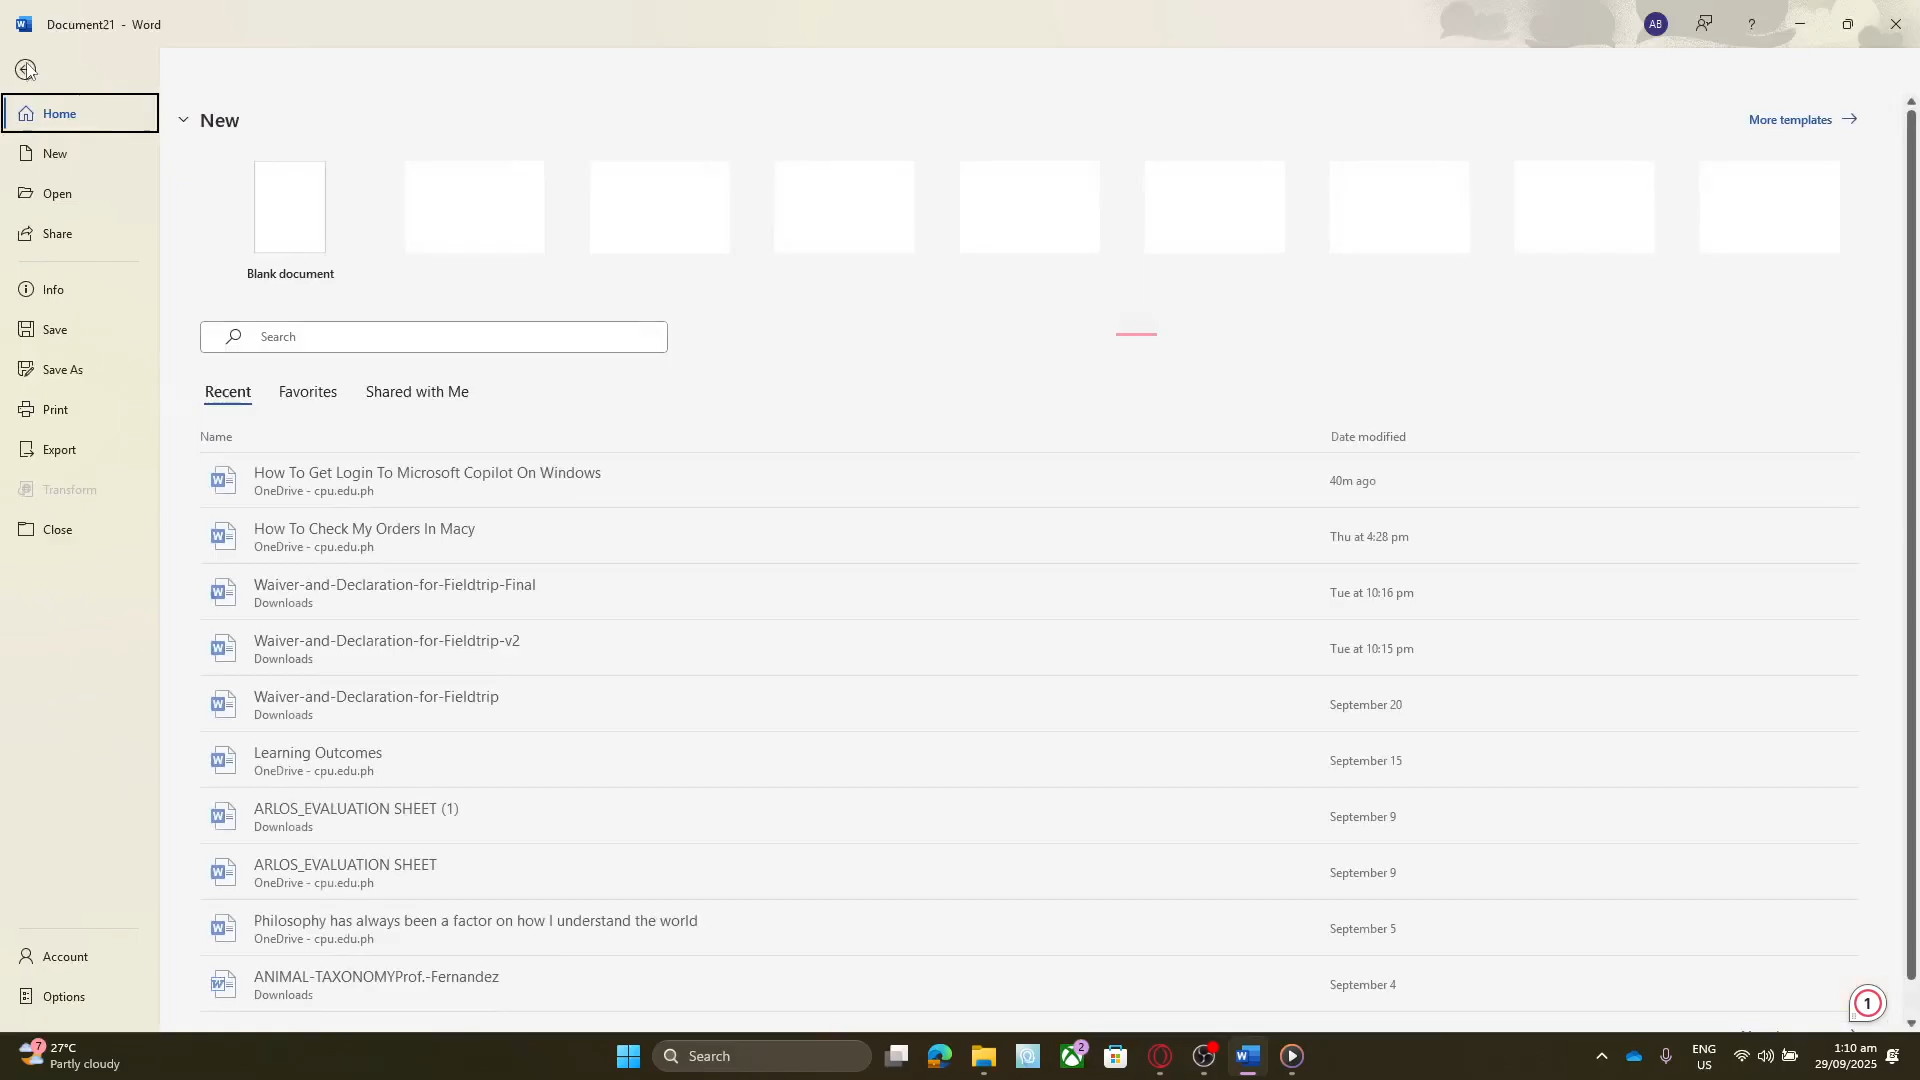 Document21 - Word
AB
?
Home
New
Open
Share
Info
Save
Save As
Print
Export
Transform
Close
Account
Options
New
More templates
Blank document
Search
Recent Favorites Shared with Me
Name Date modified
How To Get Login To Microsoft Copilot On Windows
OneDrive - cpu.edu.ph
40m ago
How To Check My Orders In Macy
OneDrive - cpu.edu.ph
Thu at 4:28 pm
Waiver-and-Declaration-for-Fieldtrip-Final
Downloads
Tue at 10:16 pm
Waiver-and-Declaration-for-Fieldtrip-v2
Downloads
Tue at 10:15 pm
Waiver-and-Declaration-for-Fieldtrip
Downloads
September 20
Learning Outcomes
OneDrive - cpu.edu.ph
September 15
ARLOS_EVALUATION SHEET (1)
Downloads
September 9
ARLOS_EVALUATION SHEET
OneDrive - cpu.edu.ph
September 9
Philosophy has always been a factor on how I understand the world
OneDrive - cpu.edu.ph
September 5
ANIMAL-TAXONOMYProf.-Fernandez
Downloads
September 4
1
7
27°C
Partly cloudy
Search
2
ENG
US
1:10 am
29/09/2025